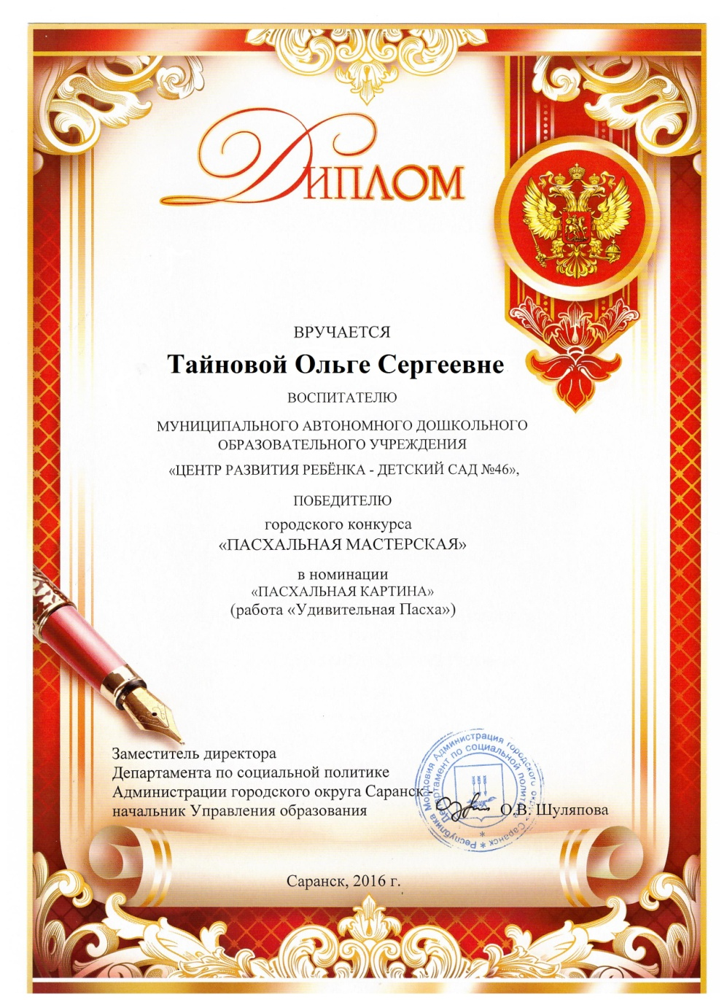 Диплом
ВРУЧАЕТСЯ
Тайновой Ольге Сергеевне
ВОСПИТАТЕЛЮ
МУНИЦИПАЛЬНОГО АВТОНОМНОГО ДОШКОЛЬНОГО
ОБРАЗОВАТЕЛЬНОГО УЧРЕЖДЕНИЯ
«ЦЕНТР РАЗВИТИЯ РЕБЁНКА - ДЕТСКИЙ САД №46»,
ПОБЕДИТЕЛЮ
городского конкурса
«ПАСХАЛЬНАЯ МАСТЕРСКАЯ»
в номинации
«ПАСХАЛЬНАЯ КАРТИНА»
(работа «Удивительная Пасха»)
Заместитель директора
Департамента по социальной политике
Администрации городского округа Саранск -
начальник Управления образования
О.В. Шуляпова
Республика Мордовия Администрация городского округа Саранск
Департамент по социальной политике
Саранск, 2016 г.